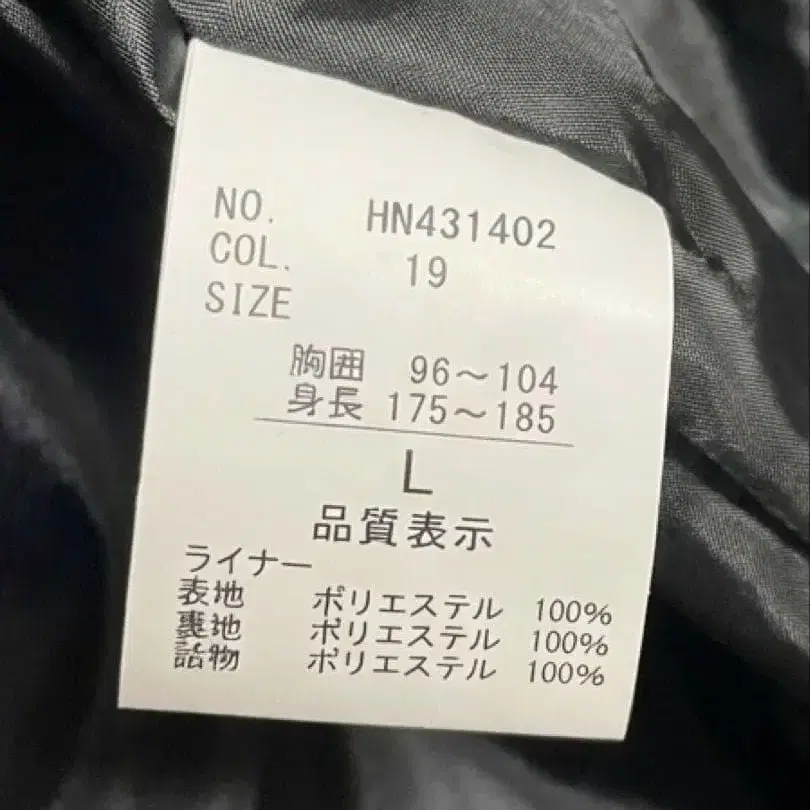 NO. HN431402
COL. 19
SIZE
胸囲 96～104
身長 175～185
L
品質表示
ライナー
表地 ポリエステル 100%
裏地 ポリエステル 100%
詰物 ポリエステル 100%